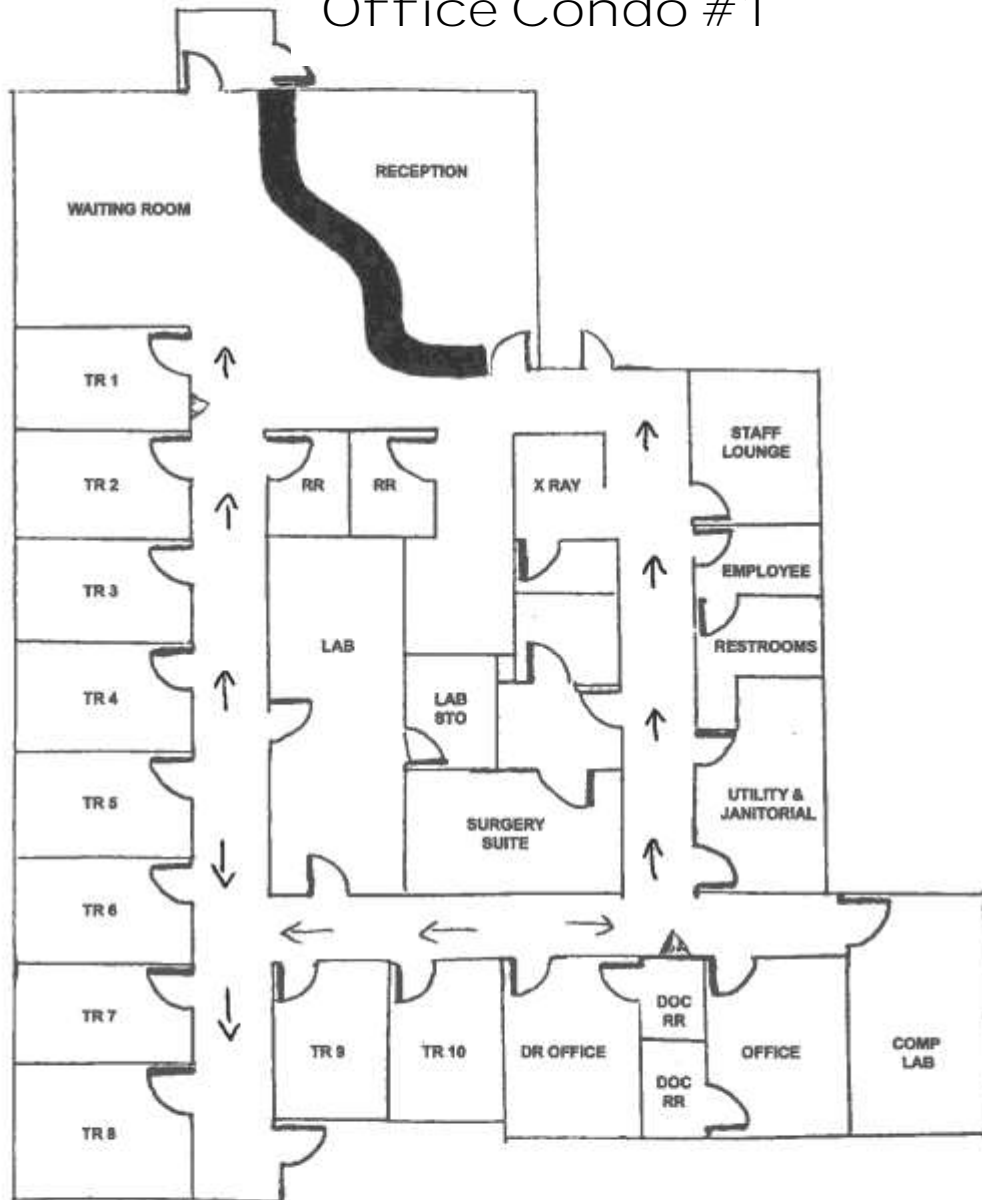 Office Condo #1
RECEPTION
WAITING ROOM
TR 1
STAFF
LOUNGE
TR 2
RR
RR
X RAY
EMPLOYEE
TR 3
LAB
RESTROOMS
TR 4
LAB
STO
TR 5
UTILITY &
JANITORIAL
SURGERY
SUITE
TR 6
TR 7
DOC
RR
TR 9
TR 10
DR OFFICE
OFFICE
COMP
LAB
DOC
RR
TR 8